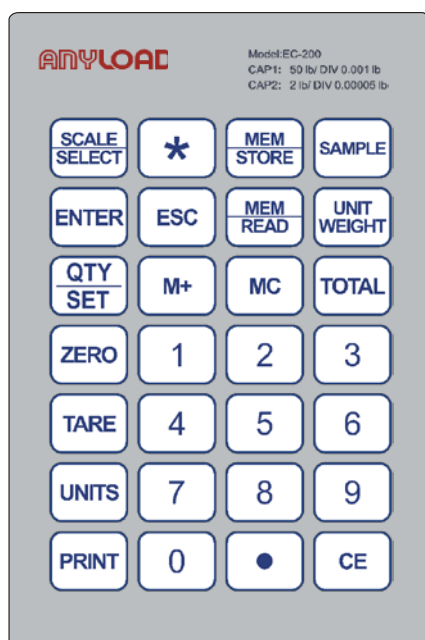 ANYLOAD
Model:EC-200
CAP1: 50 lb/ DIV 0.001 lb
CAP2: 2 lb/ DIV 0.00005 lb
SCALE
SELECT
*
MEM
STORE
SAMPLE
ENTER
ESC
MEM
READ
UNIT
WEIGHT
QTY
SET
M+
MC
TOTAL
ZERO
1
2
3
TARE
4
5
6
UNITS
7
8
9
PRINT
0
•
CE